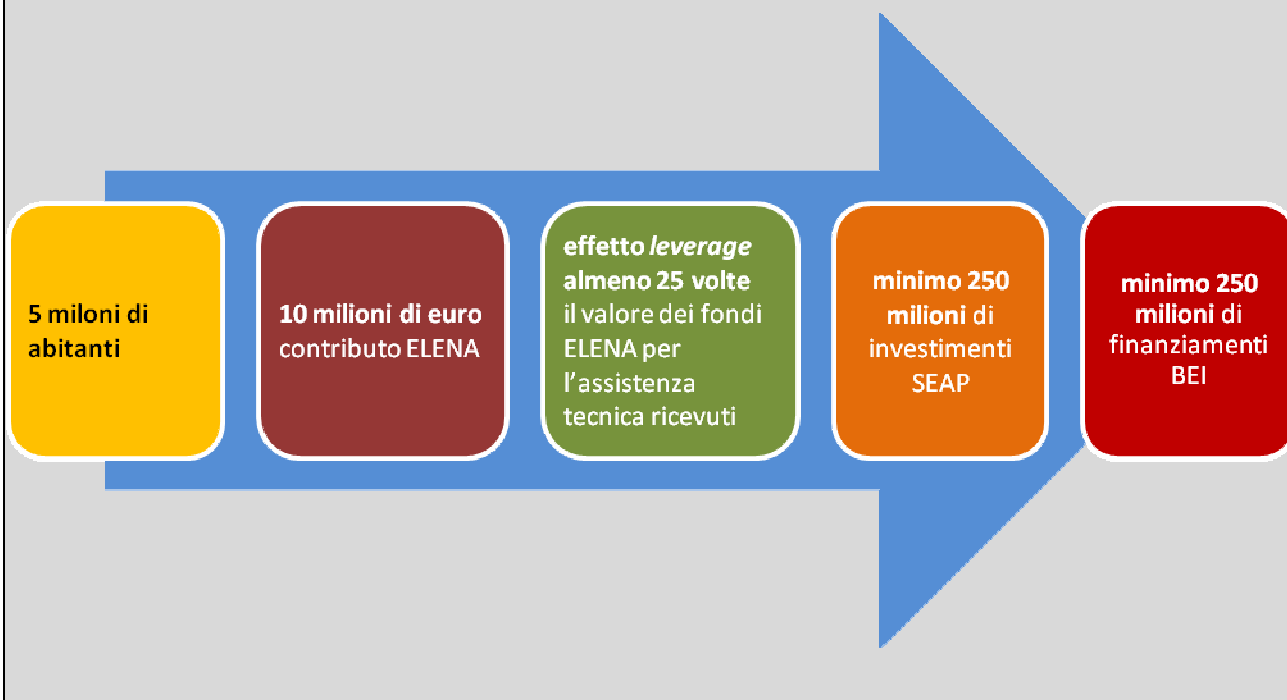 5 miloni di
abitanti
10 milioni di euro
contributo ELENA
effetto leverage
almeno 25 volte
il valore dei fondi
ELENA per
l'assistenza
tecnica ricevuti
minimo 250
milioni di
investimenti
SEAP
minimo 250
milioni di
finanziamenti
BEI